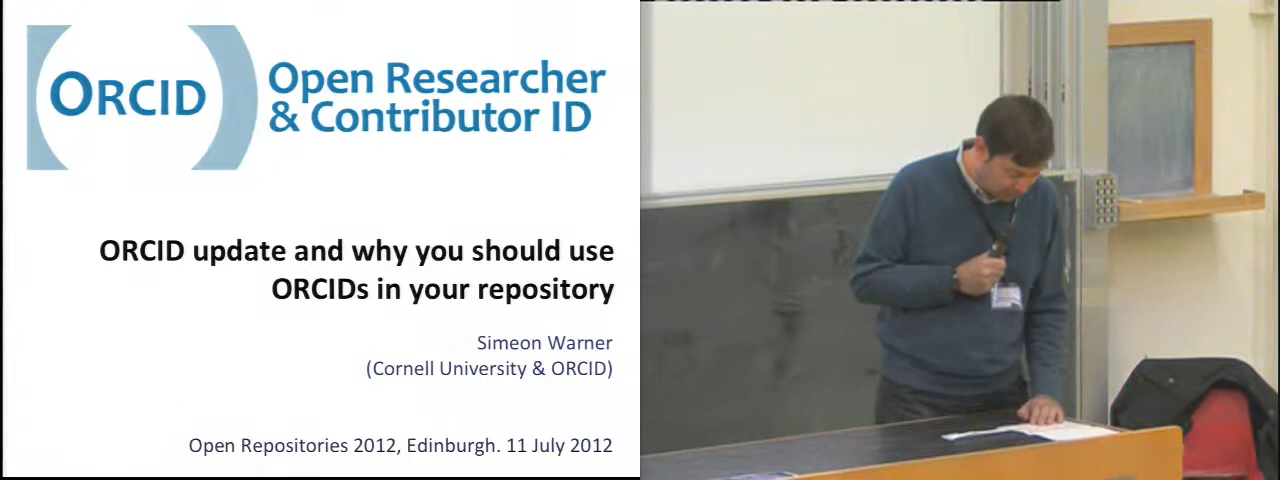 ORCID
Open Researcher
& Contributor ID
ORCID update and why you should use
ORCIDs in your repository
Simeon Warner
(Cornell University & ORCID)
Open Repositories 2012, Edinburgh. 11 July 2012